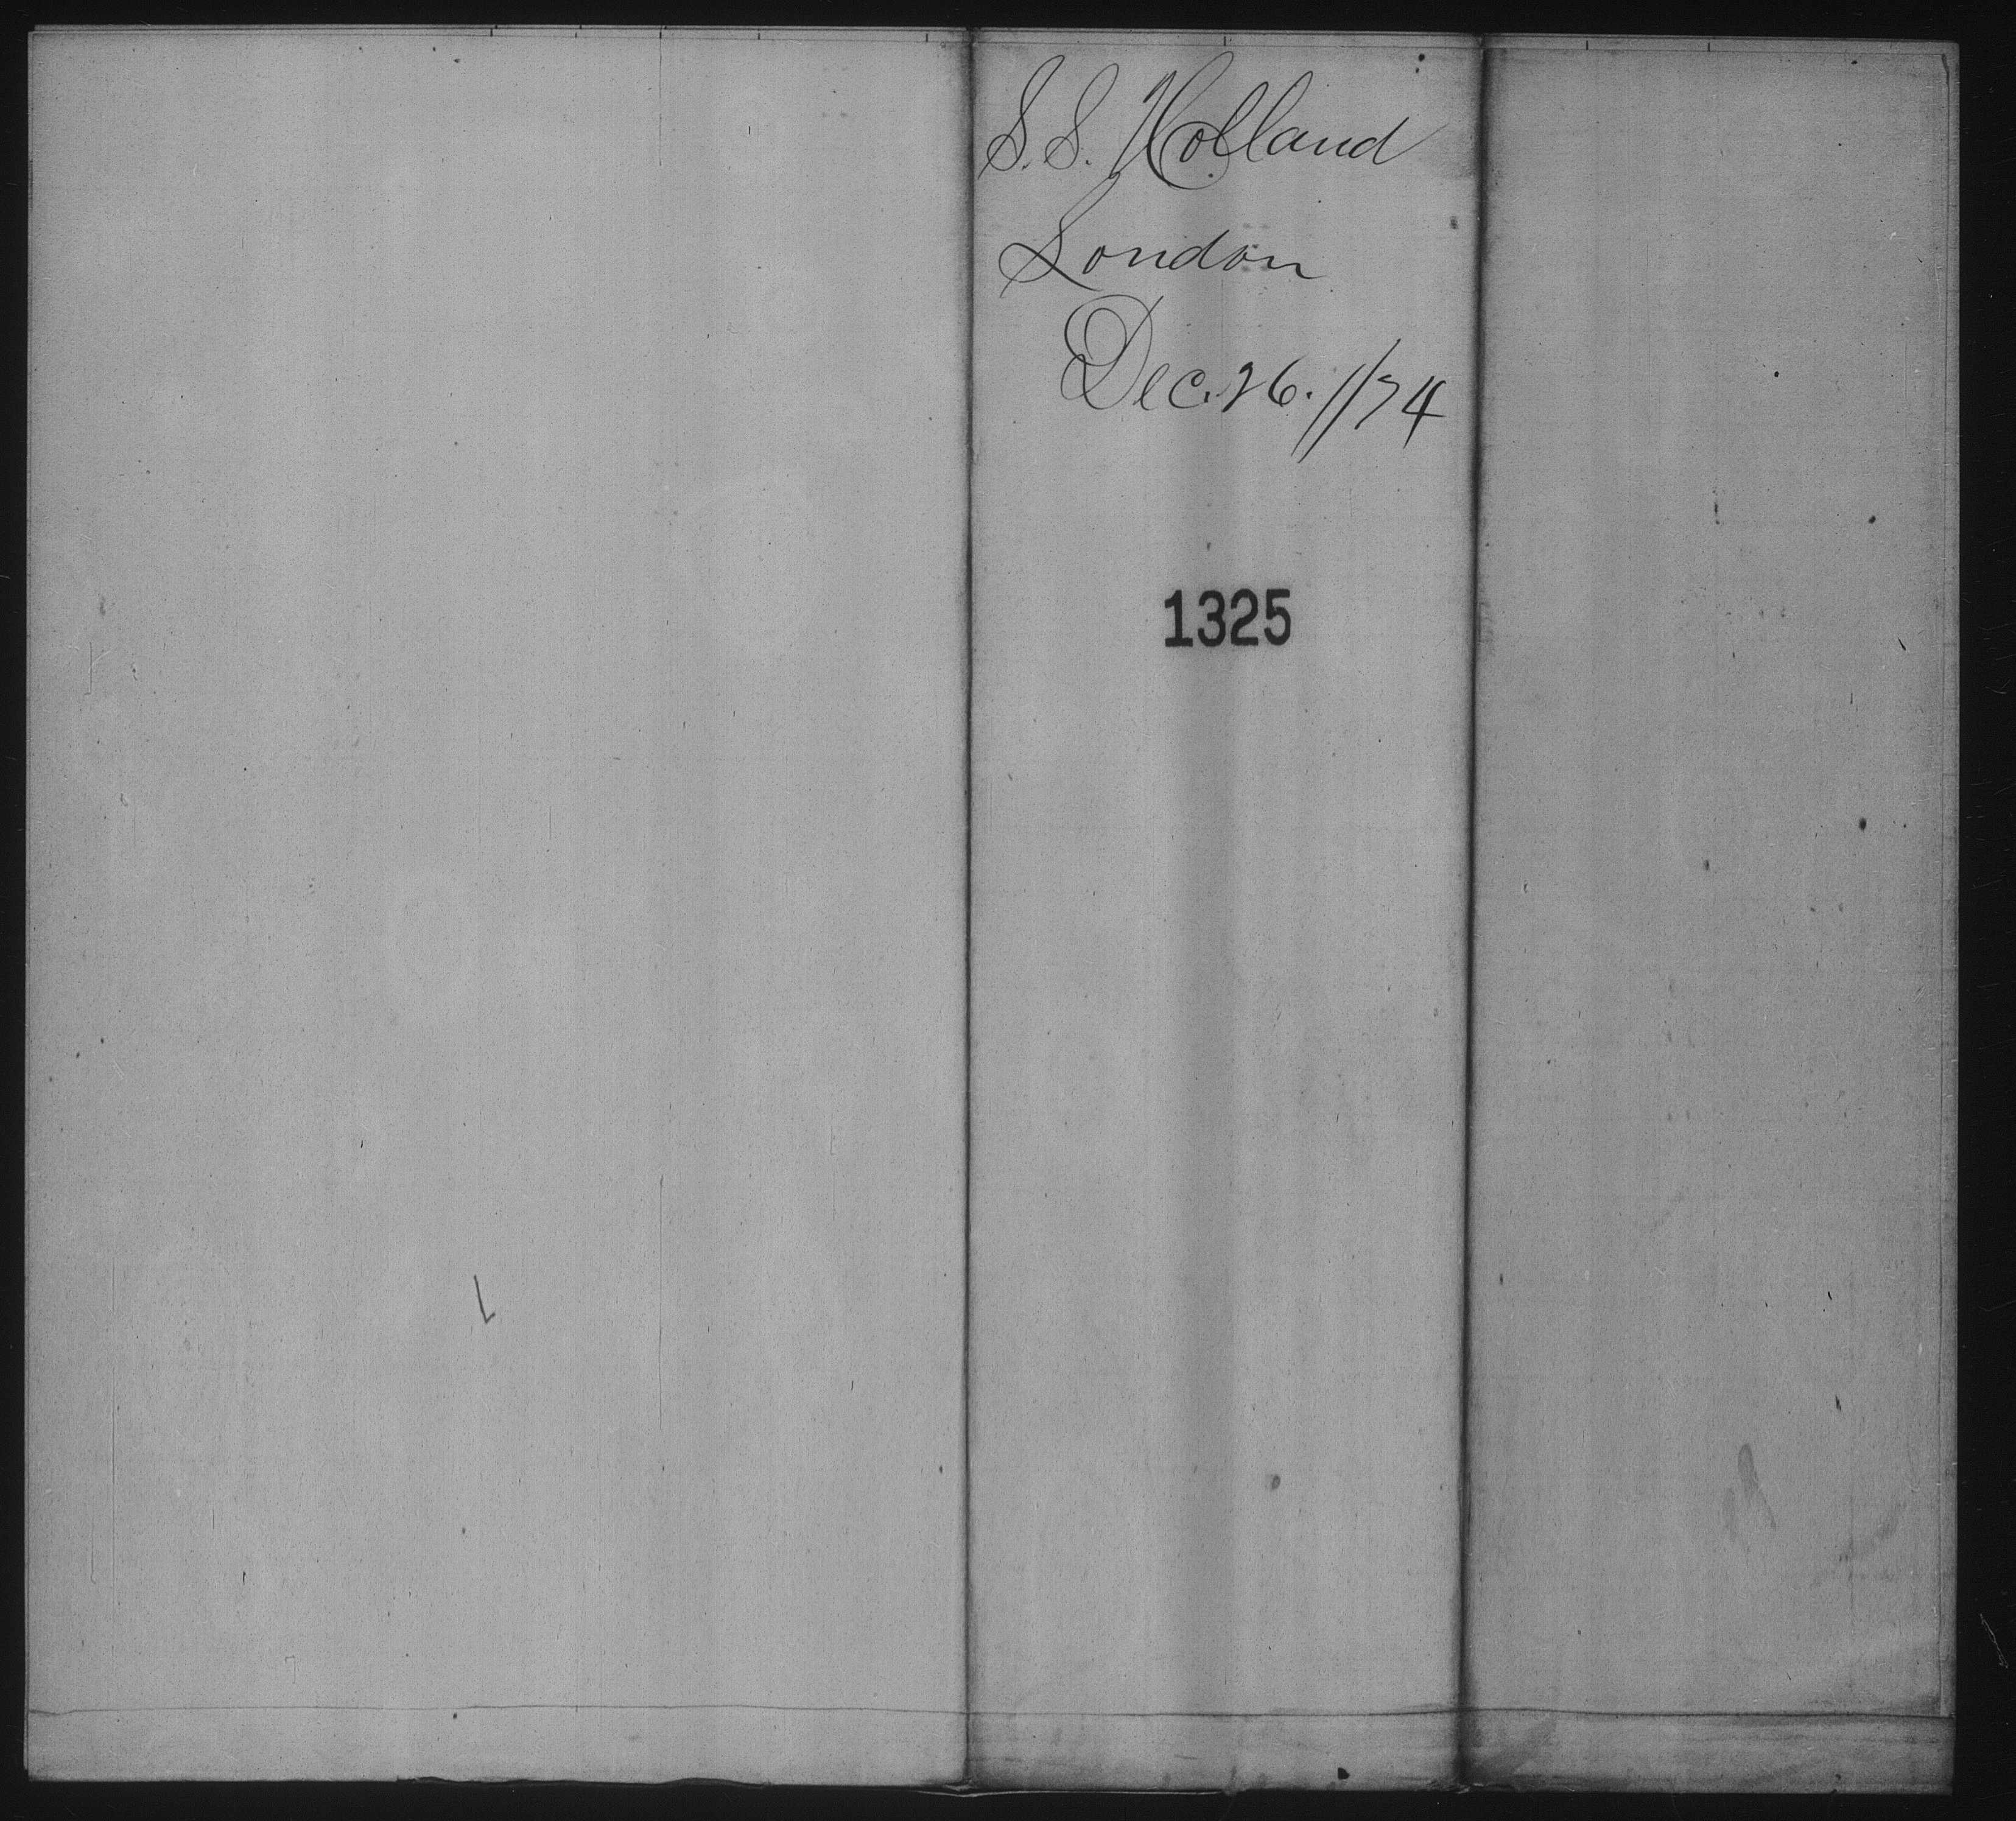 S.S. Holland
London
Dec. 26. //74
1325